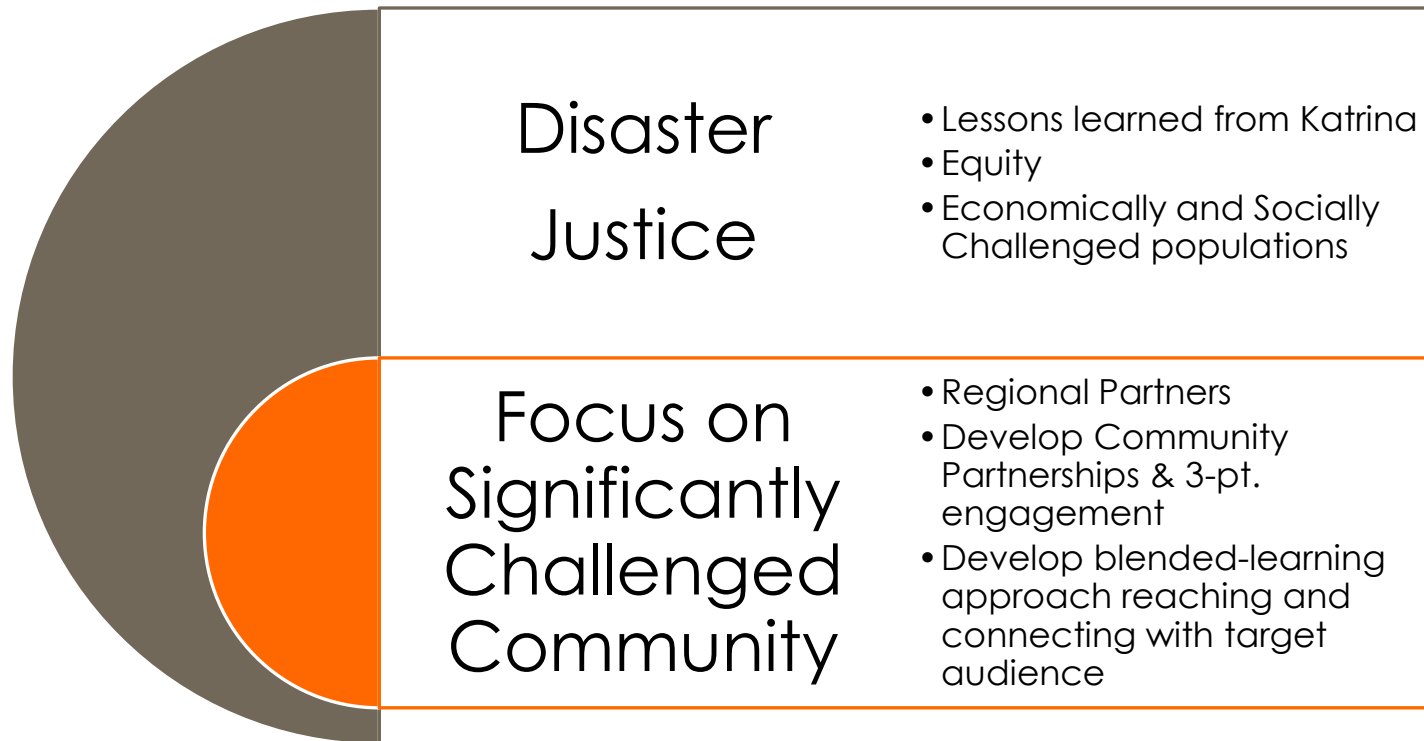 Disaster
Justice
• Lessons learned from Katrina
• Equity
• Economically and Socially
Challenged populations
Focus on
Significantly
Challenged
Community
• Regional Partners
• Develop Community
Partnerships & 3-pt.
engagement
• Develop blended-learning
approach reaching and
connecting with target
audience